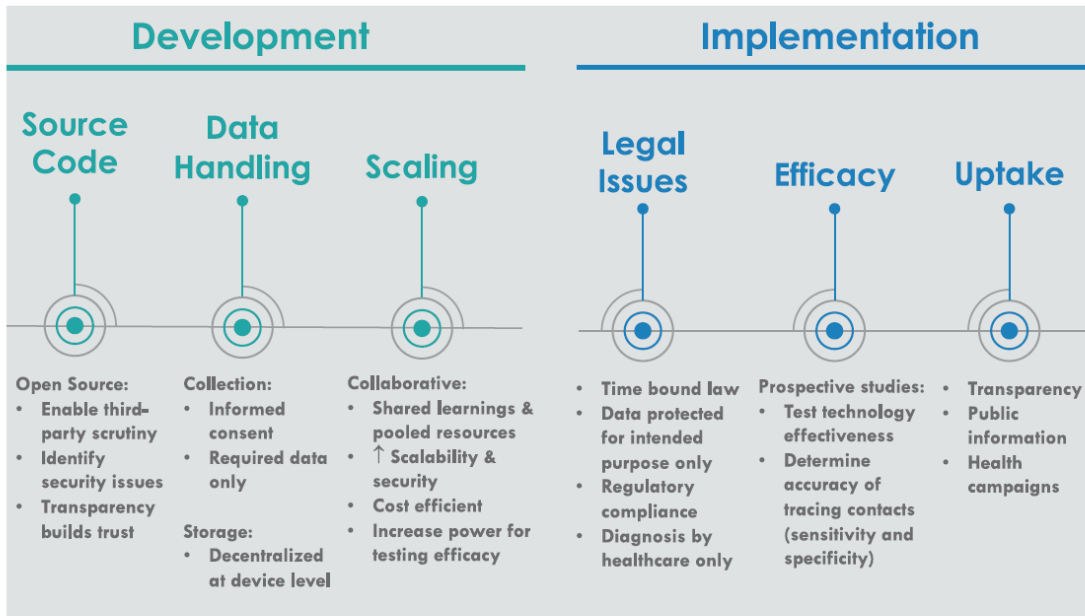 Development
Source
Code
Data
Handling
Scaling
Open Source:
• Enable third-
party scrutiny
• Identify
security issues
• Transparency
builds trust
Collection:
• Informed
consent
• Required data
only
Storage:
• Decentralized
at device level
Collaborative:
• Shared learnings &
pooled resources
• ↑ Scalability &
security
• Cost efficient
• Increase power for
testing efficacy
Implementation
Legal
Issues
Efficacy
Uptake
• Time bound law
• Data protected
for intended
purpose only
• Regulatory
compliance
• Diagnosis by
healthcare only
Prospective studies:
• Test technology
effectiveness
• Determine
accuracy of
tracing contacts
(sensitivity and
specificity)
• Transparency
• Public
information
• Health
campaigns